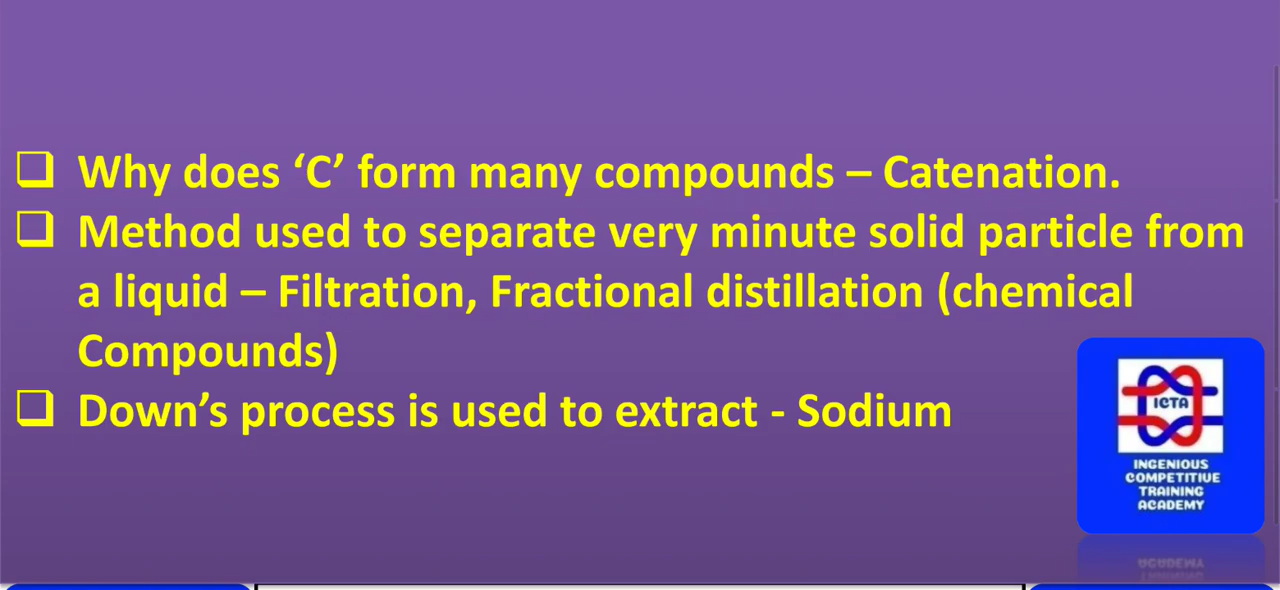 ❑ Why does ‘C’ form many compounds – Catenation.
❑ Method used to separate very minute solid particle from
a liquid – Filtration, Fractional distillation (chemical
Compounds)
❑ Down’s process is used to extract - Sodium
ICTA
INGENIOUS
COMPETITIVE
TRAINING
ACADEMY